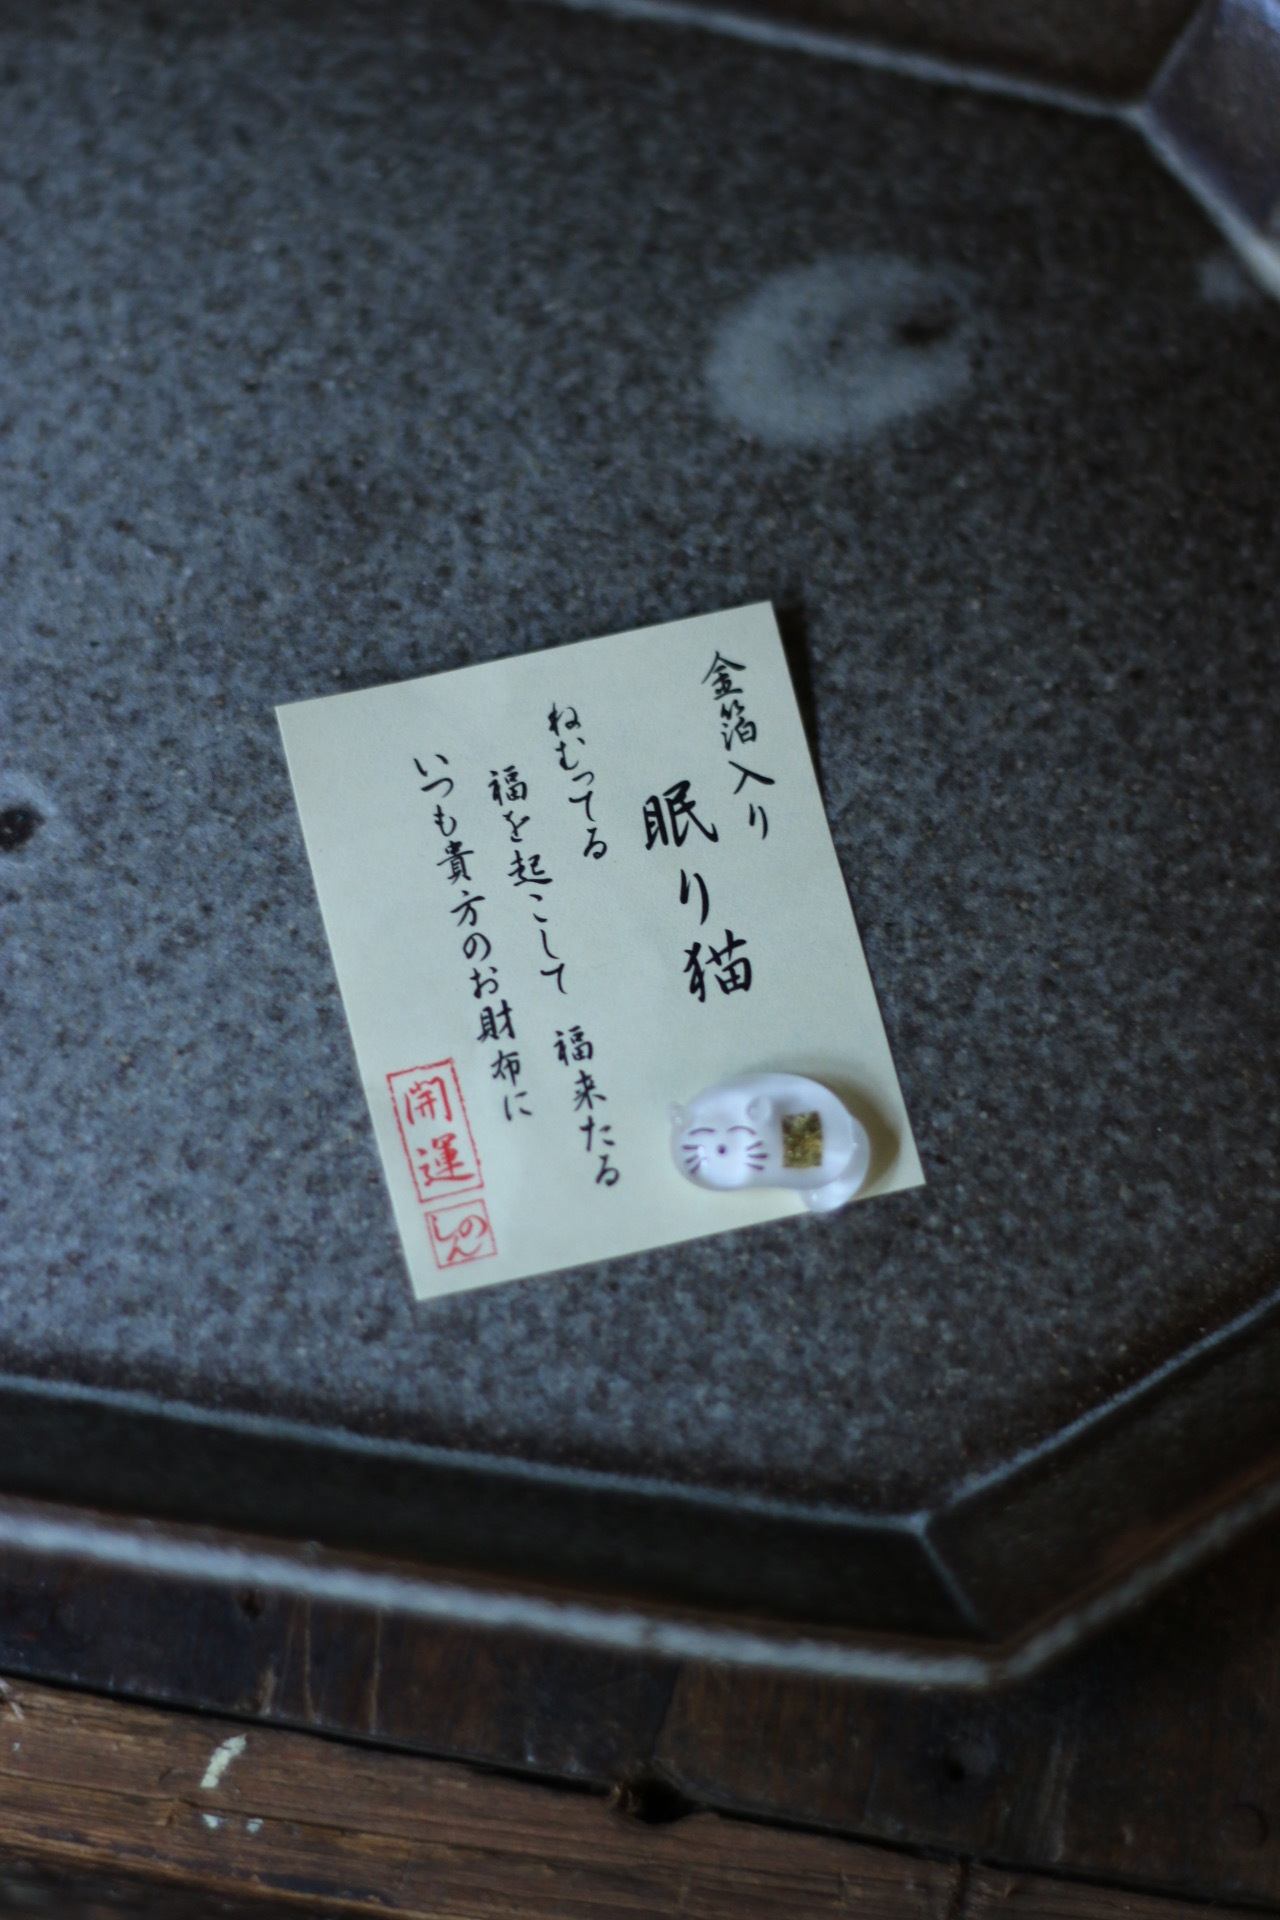 金箔入り
眠り猫
ねむってる
福を起こして 福来たる
いつも貴方のお財布に
開運
しのん